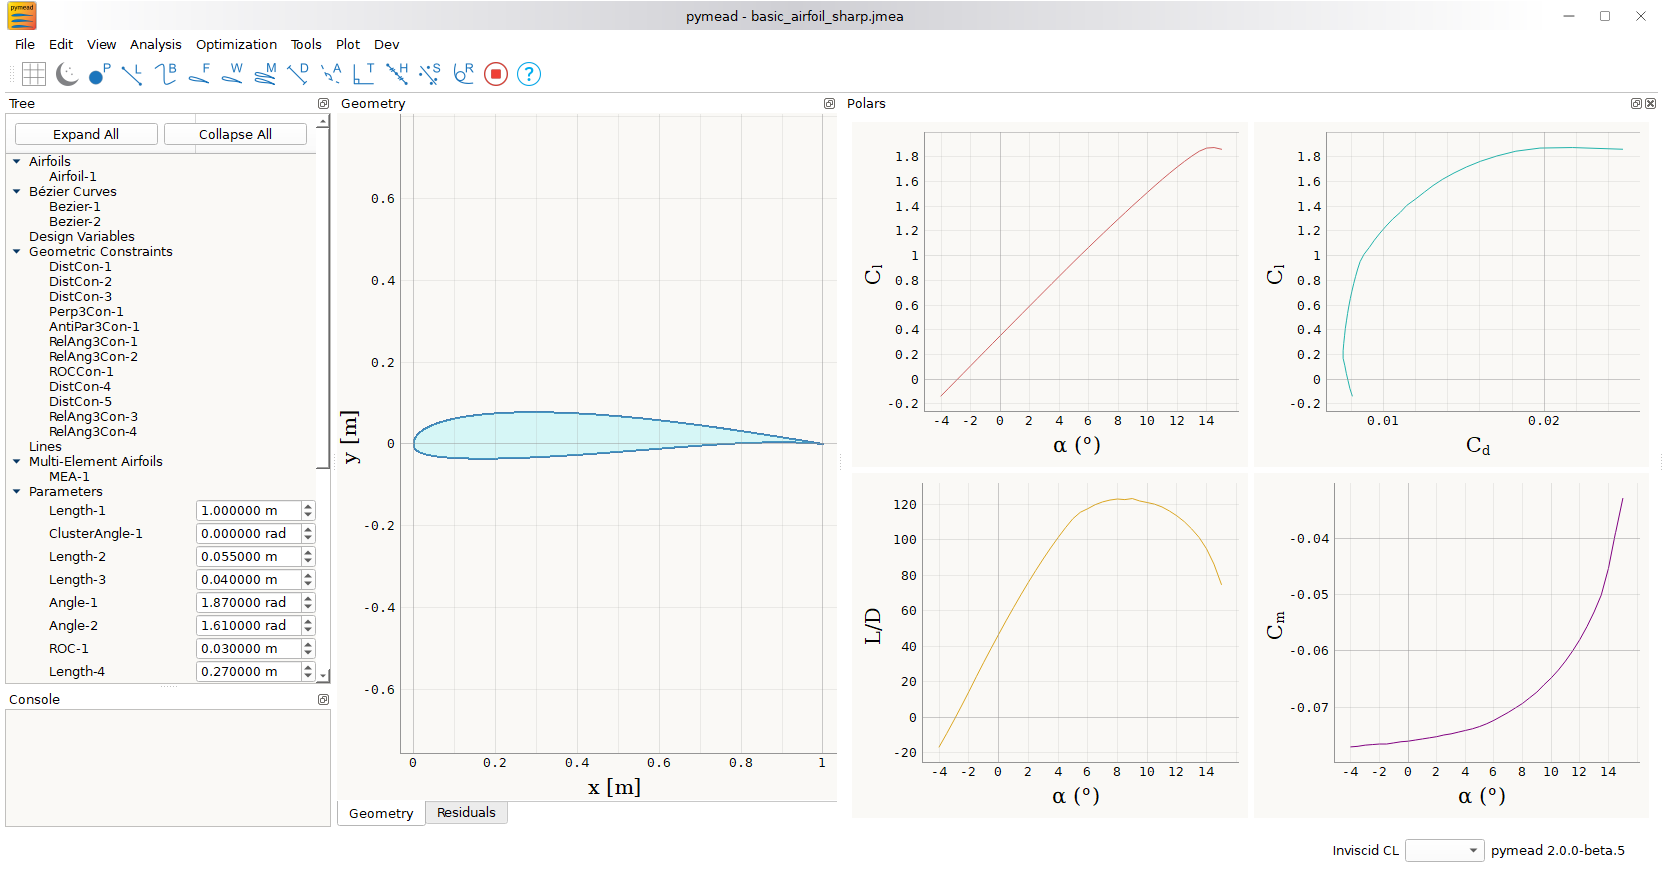 pymead
pymead - basic_airfoil_sharp.jmea
File Edit View Analysis Optimization Tools Plot Dev
P L B F W M D A T H S R ?
Tree
Expand All Collapse All
Airfoils
Airfoil-1
Bézier Curves
Bezier-1
Bezier-2
Design Variables
Geometric Constraints
DistCon-1
DistCon-2
DistCon-3
Perp3Con-1
AntiPar3Con-1
RelAng3Con-1
RelAng3Con-2
ROCCon-1
DistCon-4
DistCon-5
RelAng3Con-3
RelAng3Con-4
Lines
Multi-Element Airfoils
MEA-1
Parameters
Length-1 1.000000 m
ClusterAngle-1 0.000000 rad
Length-2 0.055000 m
Length-3 0.040000 m
Angle-1 1.870000 rad
Angle-2 1.610000 rad
ROC-1 0.030000 m
Length-4 0.270000 m
Console
Geometry
0.6
0.4
0.2
0
-0.2
-0.4
-0.6
y [m]
0 0.2 0.4 0.6 0.8 1
x [m]
Geometry Residuals
Polars
1.8
1.6
1.4
1.2
1
0.8
0.6
0.4
0.2
0
-0.2
Cl
-4 -2 0 2 4 6 8 10 12 14
α (°)
1.8
1.6
1.4
1.2
1
0.8
0.6
0.4
0.2
0
-0.2
Cl
0.01 0.02
Cd
120
100
80
60
40
20
0
-20
L/D
-4 -2 0 2 4 6 8 10 12 14
α (°)
-0.04
-0.05
-0.06
-0.07
Cm
-4 -2 0 2 4 6 8 10 12 14
α (°)
Inviscid CL pymead 2.0.0-beta.5